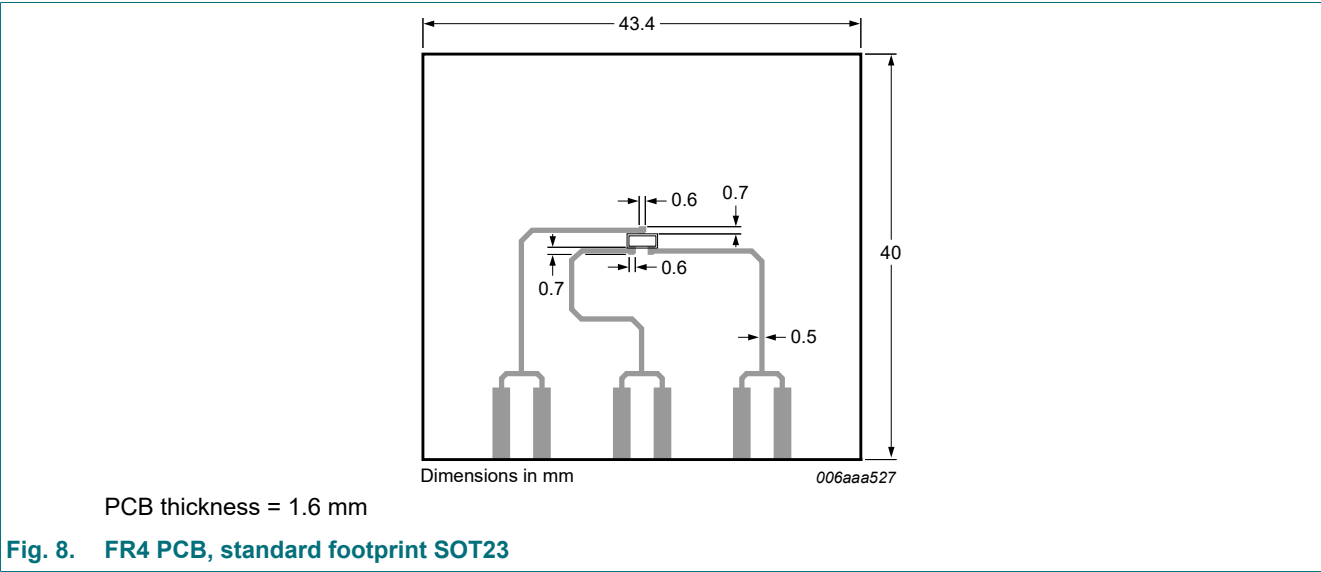 43.4
0.6
0.7
40
0.6
0.7
0.5
Dimensions in mm
006aaa527
PCB thickness = 1.6 mm
Fig. 8. FR4 PCB, standard footprint SOT23